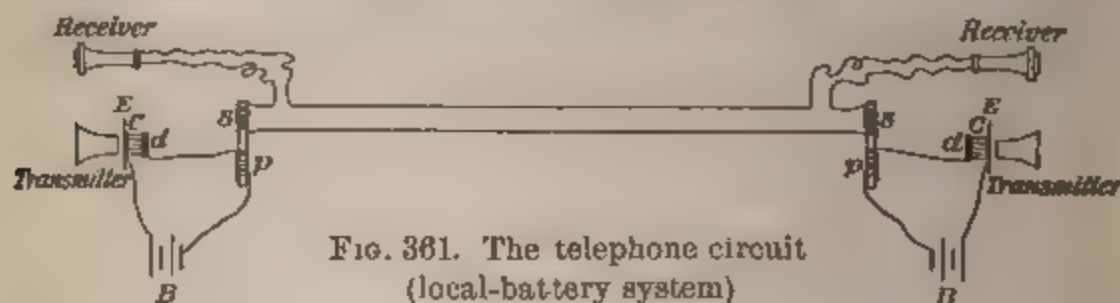 Receiver
Receiver
E
E
s
s
C
C
d
d
Transmitter
p
p
Transmitter
B
B
FIG. 361. The telephone circuit
(local-battery system)